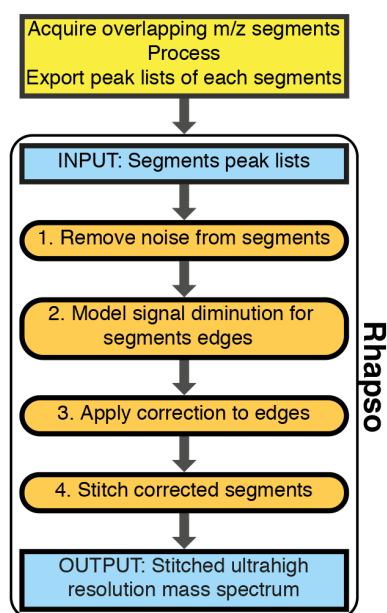 Acquire overlapping m/z segments
Process
Export peak lists of each segments
INPUT: Segments peak lists
1. Remove noise from segments
2. Model signal diminution for
segments edges
3. Apply correction to edges
4. Stitch corrected segments
OUTPUT: Stitched ultrahigh
resolution mass spectrum
Rhapso